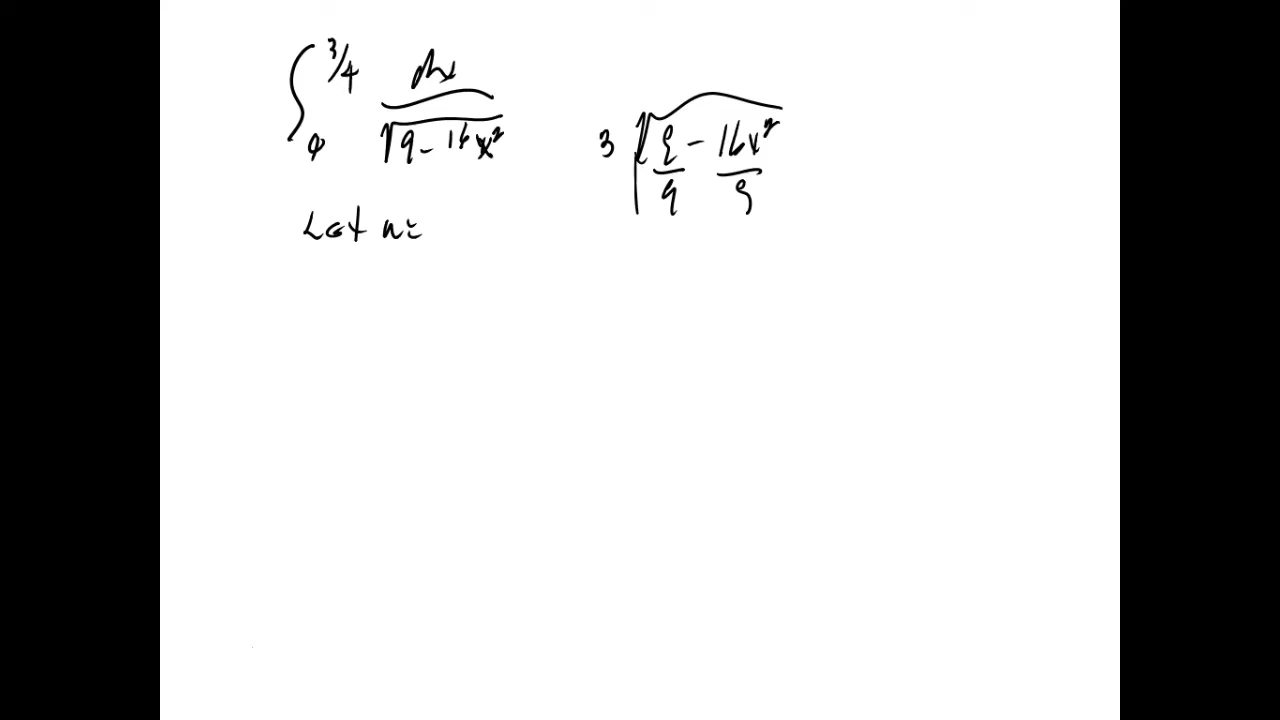 ∫₀^{3/4} dx / √(9 - 16x²)
3 √(9/9 - 16x²/9)
Let u=